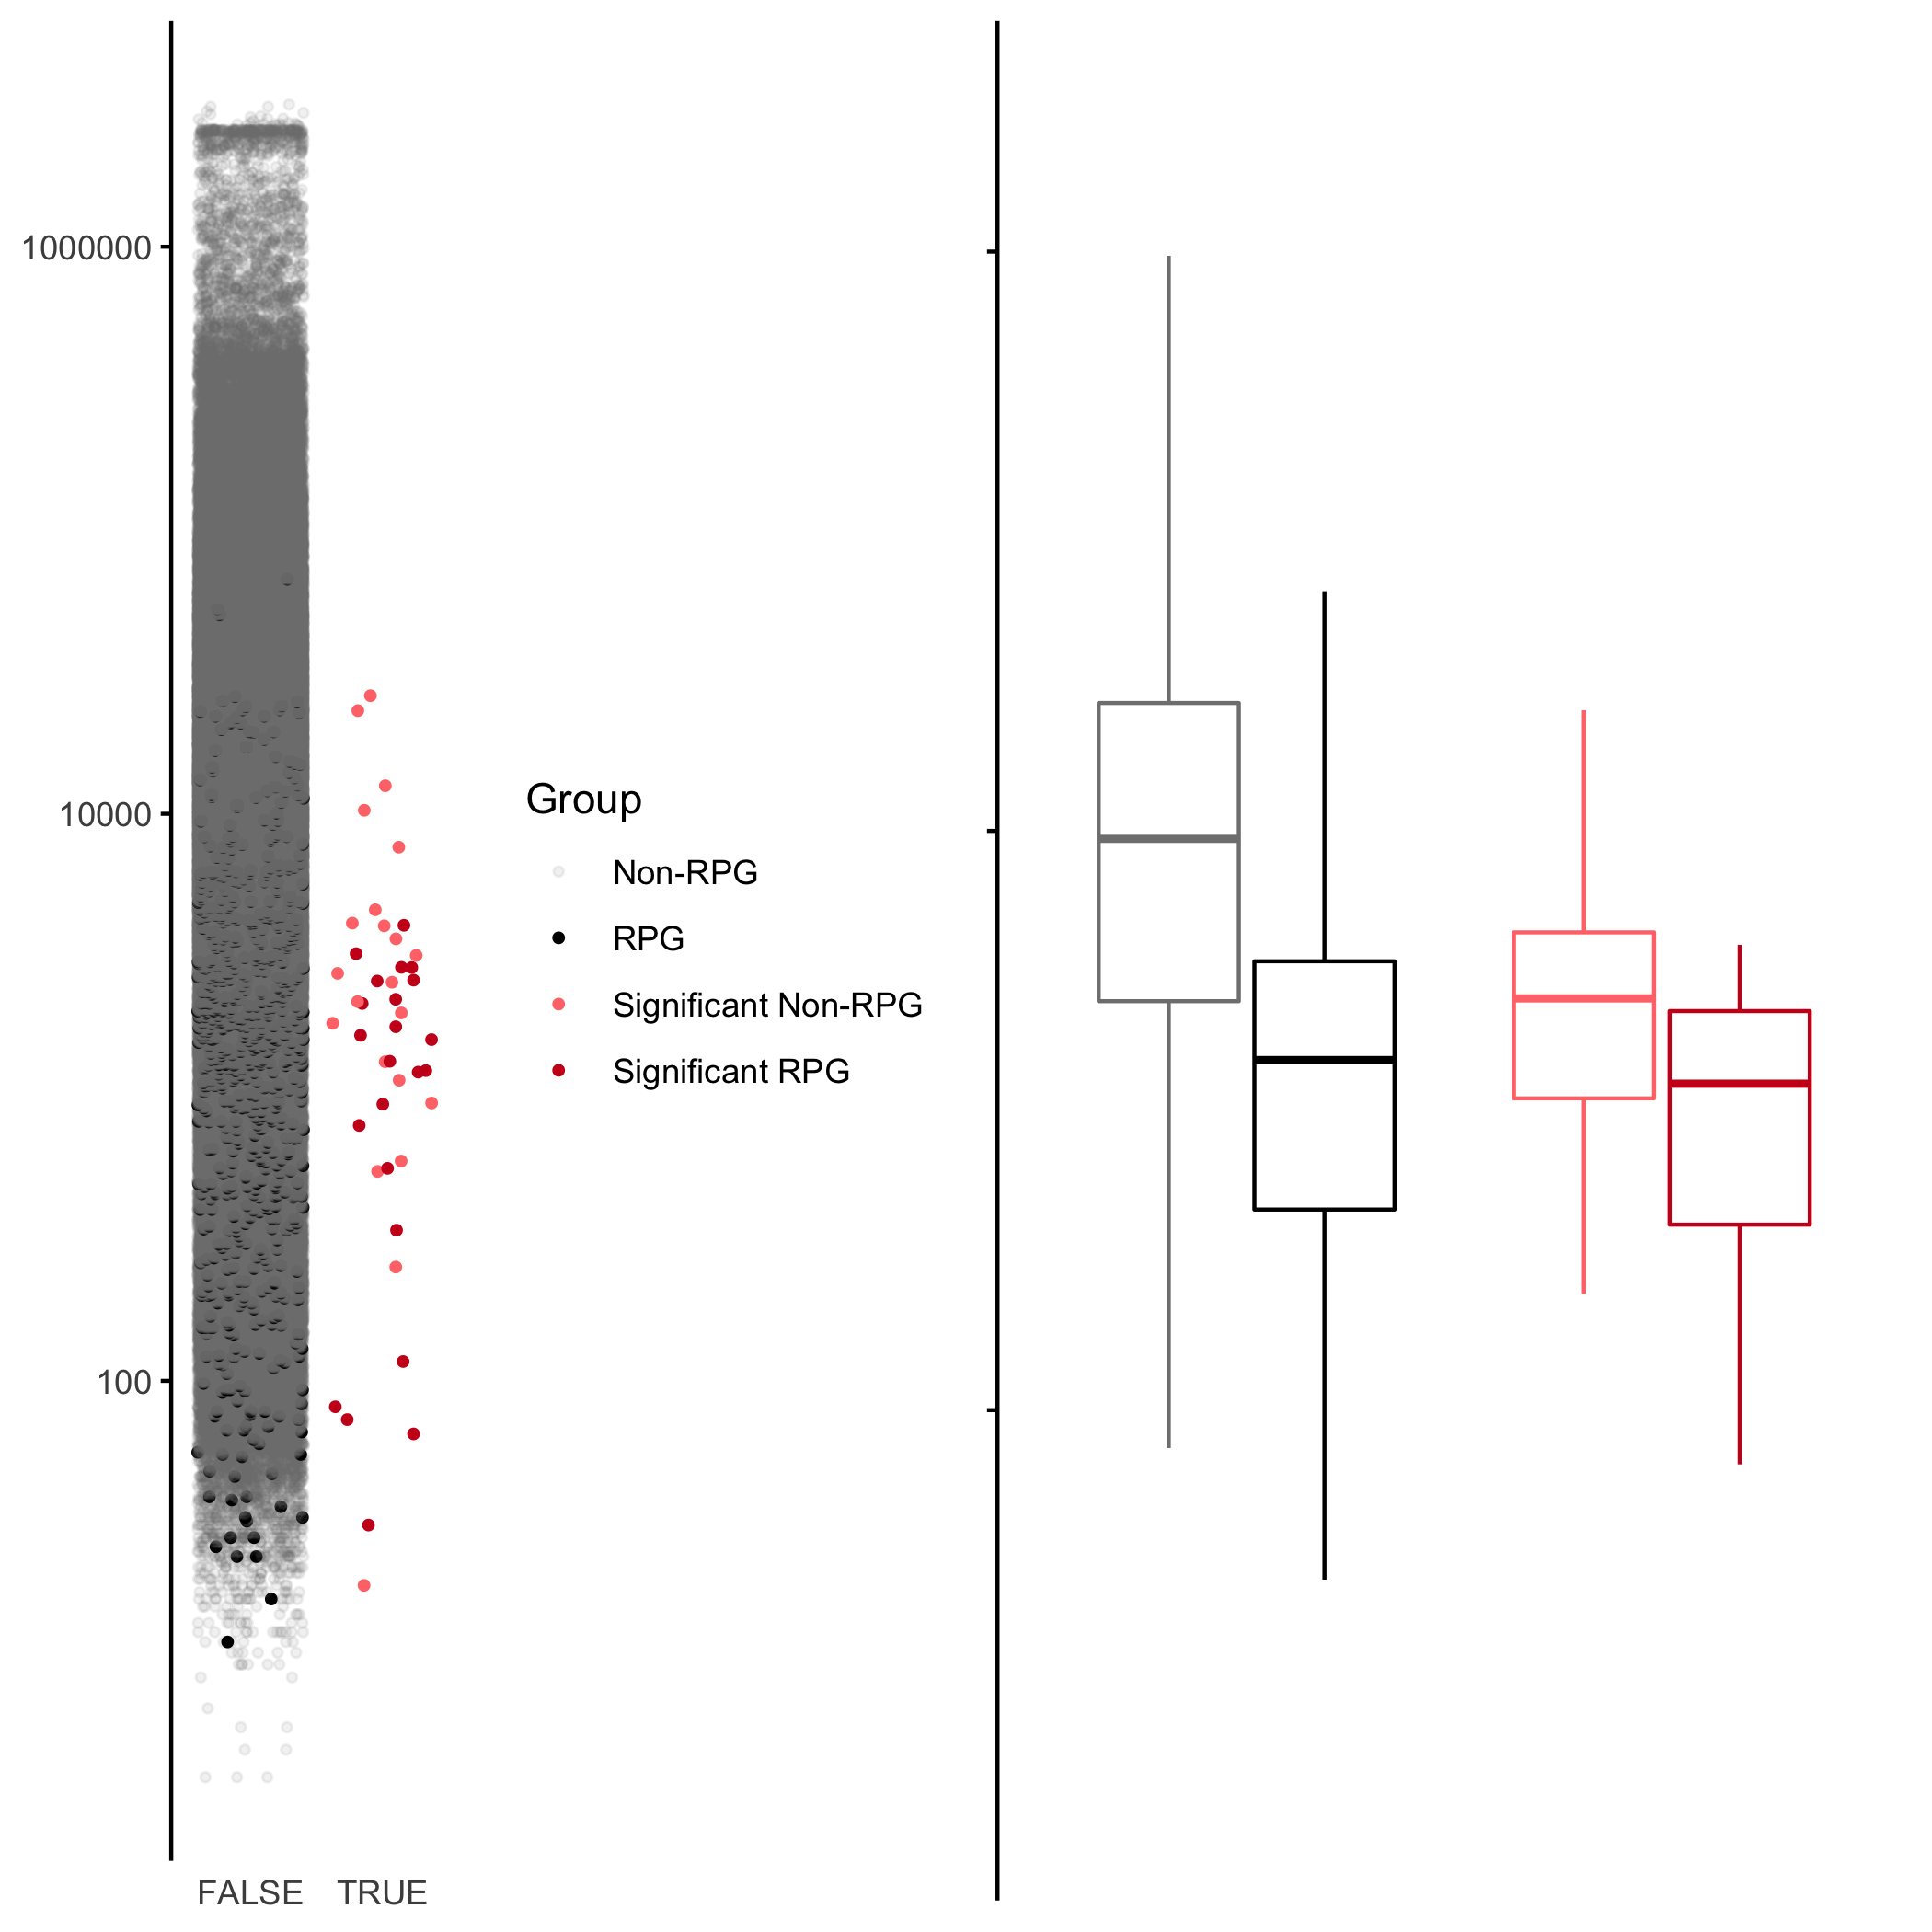 1000000
10000
100
Group
Non-RPG
RPG
Significant Non-RPG
Significant RPG
FALSE TRUE